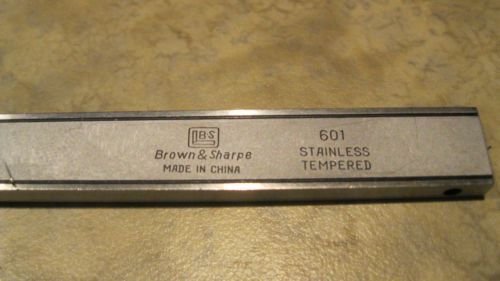 B&S
Brown & Sharpe
MADE IN CHINA
601
STAINLESS
TEMPERED